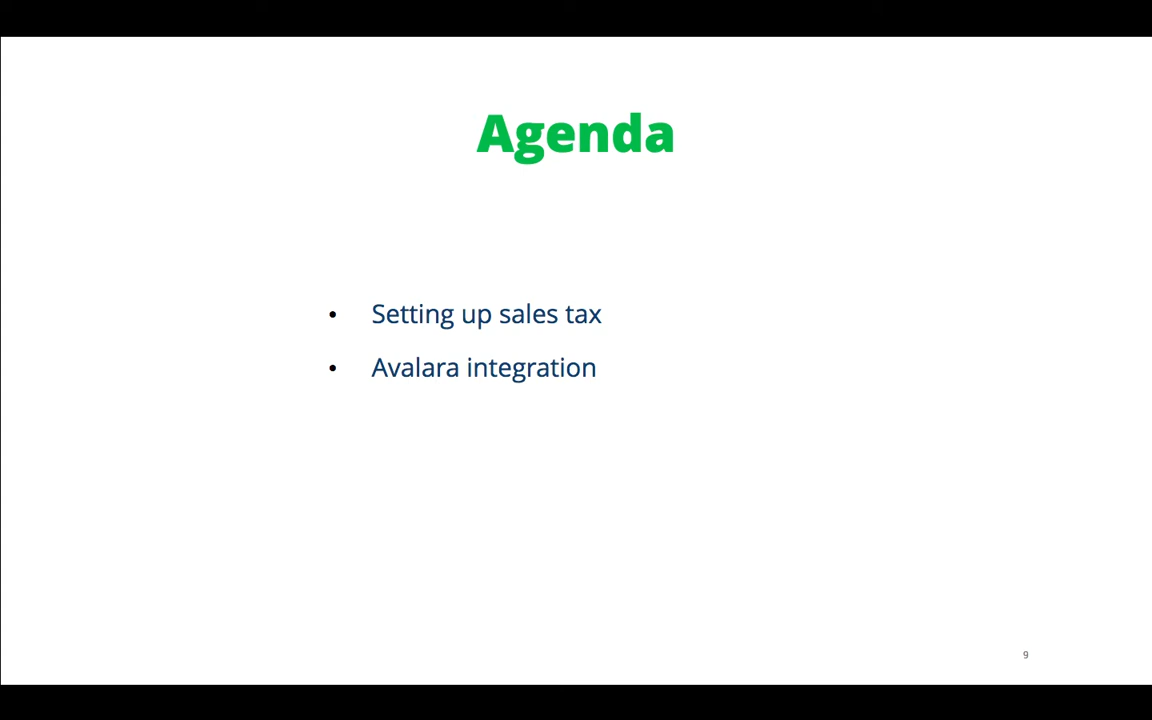 Agenda
• Setting up sales tax
• Avalara integration
9